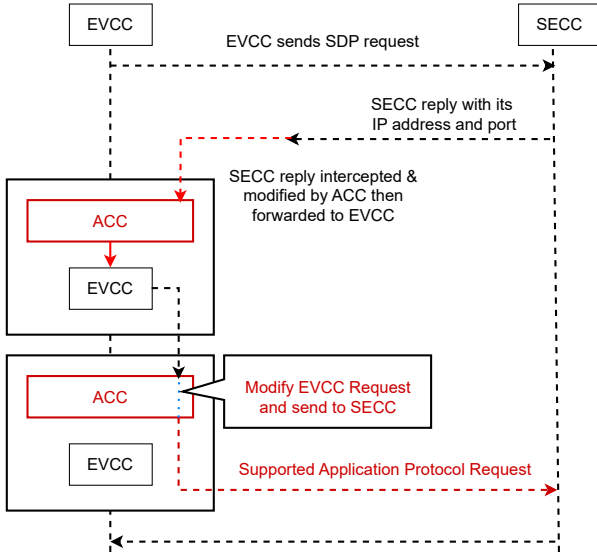 EVCC
SECC
EVCC sends SDP request
SECC reply with its
IP address and port
SECC reply intercepted &
modified by ACC then
forwarded to EVCC
ACC
EVCC
ACC
Modify EVCC Request
and send to SECC
EVCC
Supported Application Protocol Request